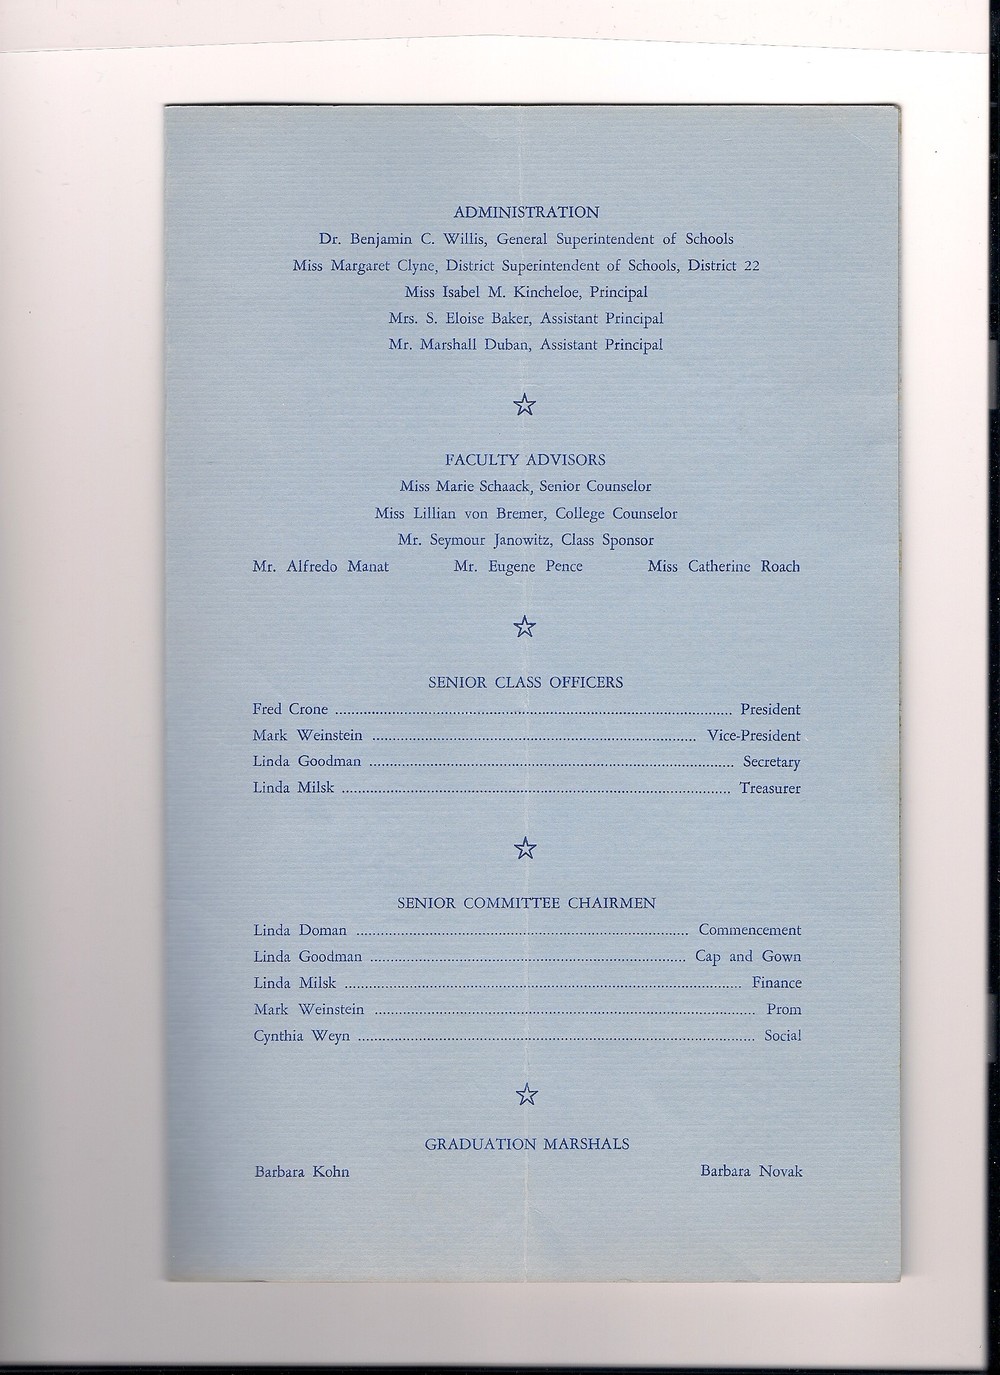 ADMINISTRATION
Dr. Benjamin C. Willis, General Superintendent of Schools
Miss Margaret Clyne, District Superintendent of Schools, District 22
Miss Isabel M. Kincheloe, Principal
Mrs. S. Eloise Baker, Assistant Principal
Mr. Marshall Duban, Assistant Principal
☆
FACULTY ADVISORS
Miss Marie Schaack, Senior Counselor
Miss Lillian von Bremer, College Counselor
Mr. Seymour Janowitz, Class Sponsor
Mr. Alfredo Manat Mr. Eugene Pence Miss Catherine Roach
☆
SENIOR CLASS OFFICERS
Fred Crone ........ President
Mark Weinstein ........ Vice-President
Linda Goodman ........ Secretary
Linda Milsk ........ Treasurer
☆
SENIOR COMMITTEE CHAIRMEN
Linda Doman ........ Commencement
Linda Goodman ........ Cap and Gown
Linda Milsk ........ Finance
Mark Weinstein ........ Prom
Cynthia Weyn ........ Social
☆
GRADUATION MARSHALS
Barbara Kohn Barbara Novak